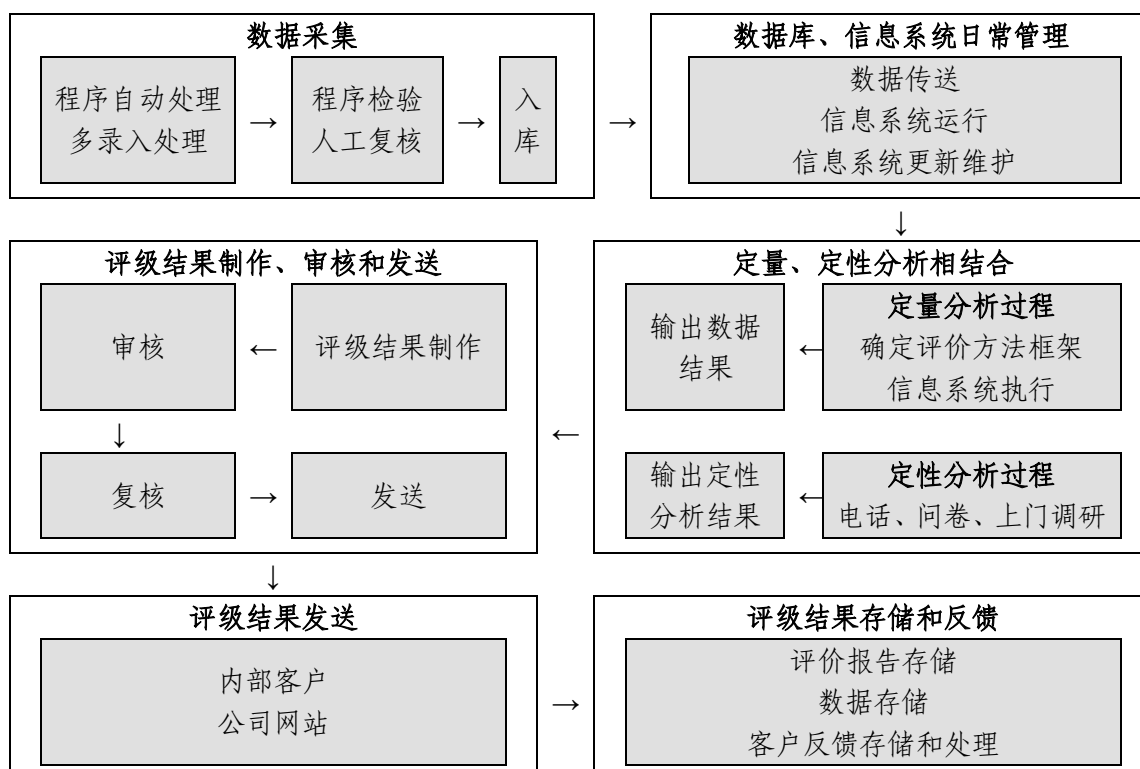 数据采集
程序自动处理
多录入处理
→
程序检验
人工复核
→
入
库
→
数据库、信息系统日常管理
数据传送
信息系统运行
信息系统更新维护
↓
定量、定性分析相结合
定量分析过程
确定评价方法框架
信息系统执行
←
输出数据
结果
定性分析过程
电话、问卷、上门调研
←
输出定性
分析结果
←
评级结果制作、审核和发送
评级结果制作
←
审核
↓
复核
→
发送
↓
评级结果发送
内部客户
公司网站
→
评级结果存储和反馈
评价报告存储
数据存储
客户反馈存储和处理